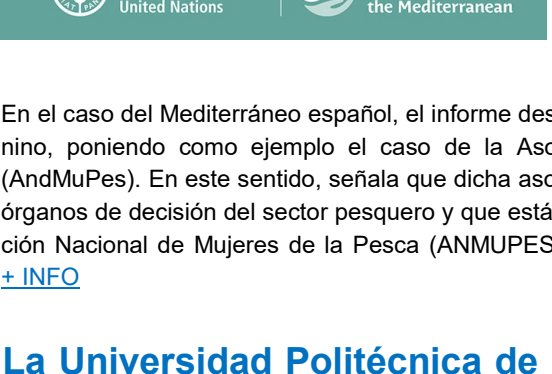 United Nations
the Mediterranean
En el caso del Mediterráneo español, el informe des
nino, poniendo como ejemplo el caso de la Aso
(AndMuPes). En este sentido, señala que dicha aso
órganos de decisión del sector pesquero y que está
ción Nacional de Mujeres de la Pesca (ANMUPES
+ INFO
La Universidad Politécnica de